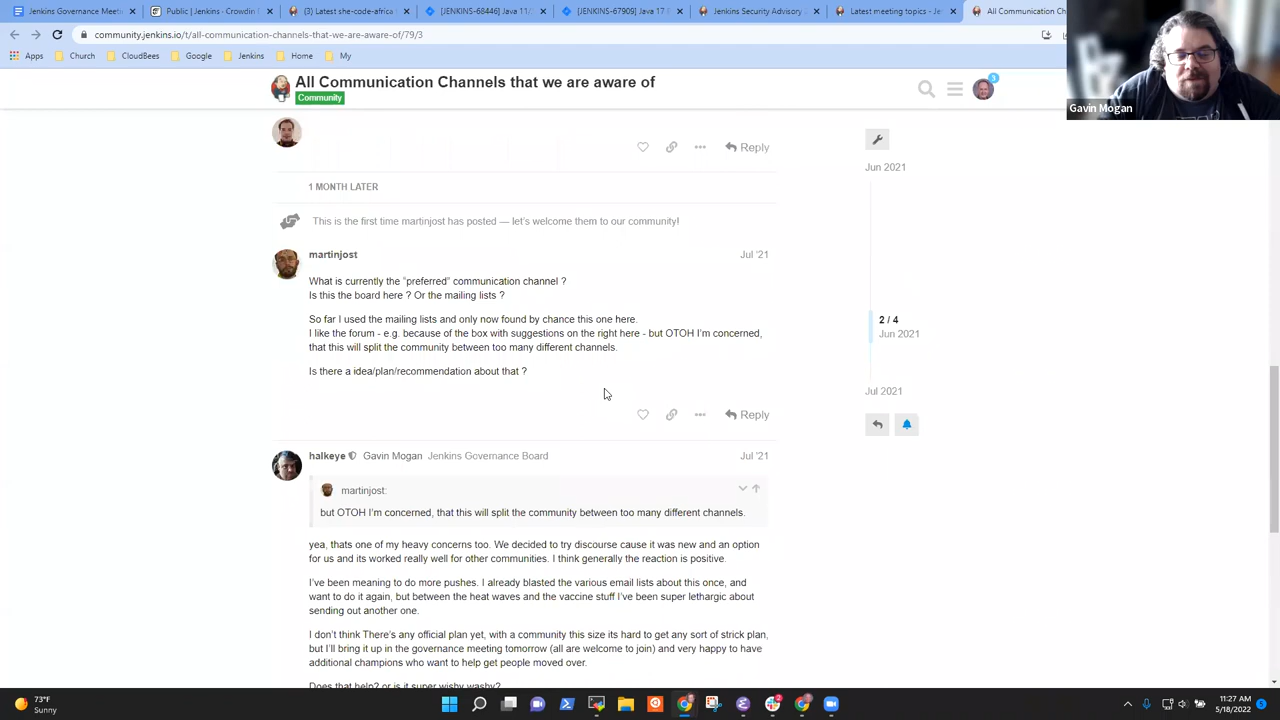 Jenkins Governance Meeti
Public | Jenkins - Crowdin D
(3) Latest/she-code-africa
[JENKINS-68446] Java 11/
[JENKINS-67909] Java 17 C
Jenkins Security Advisory
Latest meeting topics - Je
All Communication Chann
community.jenkins.io/t/all-communication-channels-that-we-are-aware-of/79/3
Apps
Church
CloudBees
Google
Jenkins
Home
My
Gavin Mogan
All Communication Channels that we are aware of
Community
3
Reply
Jun 2021
1 MONTH LATER
This is the first time martinjost has posted — let's welcome them to our community!
martinjost
Jul '21
What is currently the "preferred" communication channel ?
Is this the board here ? Or the mailing lists ?
So far I used the mailing lists and only now found by chance this one here.
I like the forum - e.g. because of the box with suggestions on the right here - but OTOH I'm concerned,
that this will split the community between too many different channels.
Is there a idea/plan/recommendation about that ?
2 / 4
Jun 2021
Jul 2021
Reply
halkeye
Gavin Mogan
Jenkins Governance Board
Jul '21
martinjost:
but OTOH I'm concerned, that this will split the community between too many different channels.
yea, thats one of my heavy concerns too. We decided to try discourse cause it was new and an option
for us and its worked really well for other communities. I think generally the reaction is positive.
I've been meaning to do more pushes. I already blasted the various email lists about this once, and
want to do it again, but between the heat waves and the vaccine stuff I've been super lethargic about
sending out another one.
I don't think There's any official plan yet, with a community this size its hard to get any sort of strick plan,
but I'll bring it up in the governance meeting tomorrow (all are welcome to join) and very happy to have
additional champions who want to help get people moved over.
Does that help? or is it super wishy washy?
73°F
Sunny
11:27 AM
5/18/2022